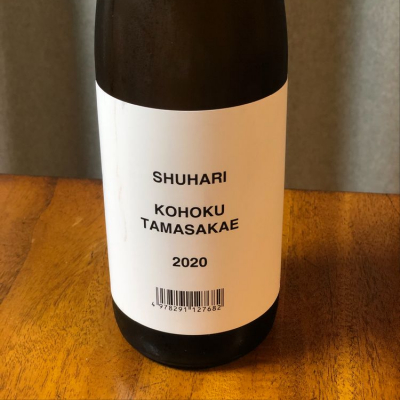 SHUHARI
KOHOKU
TAMASAKAE
2020
4 978291 127682